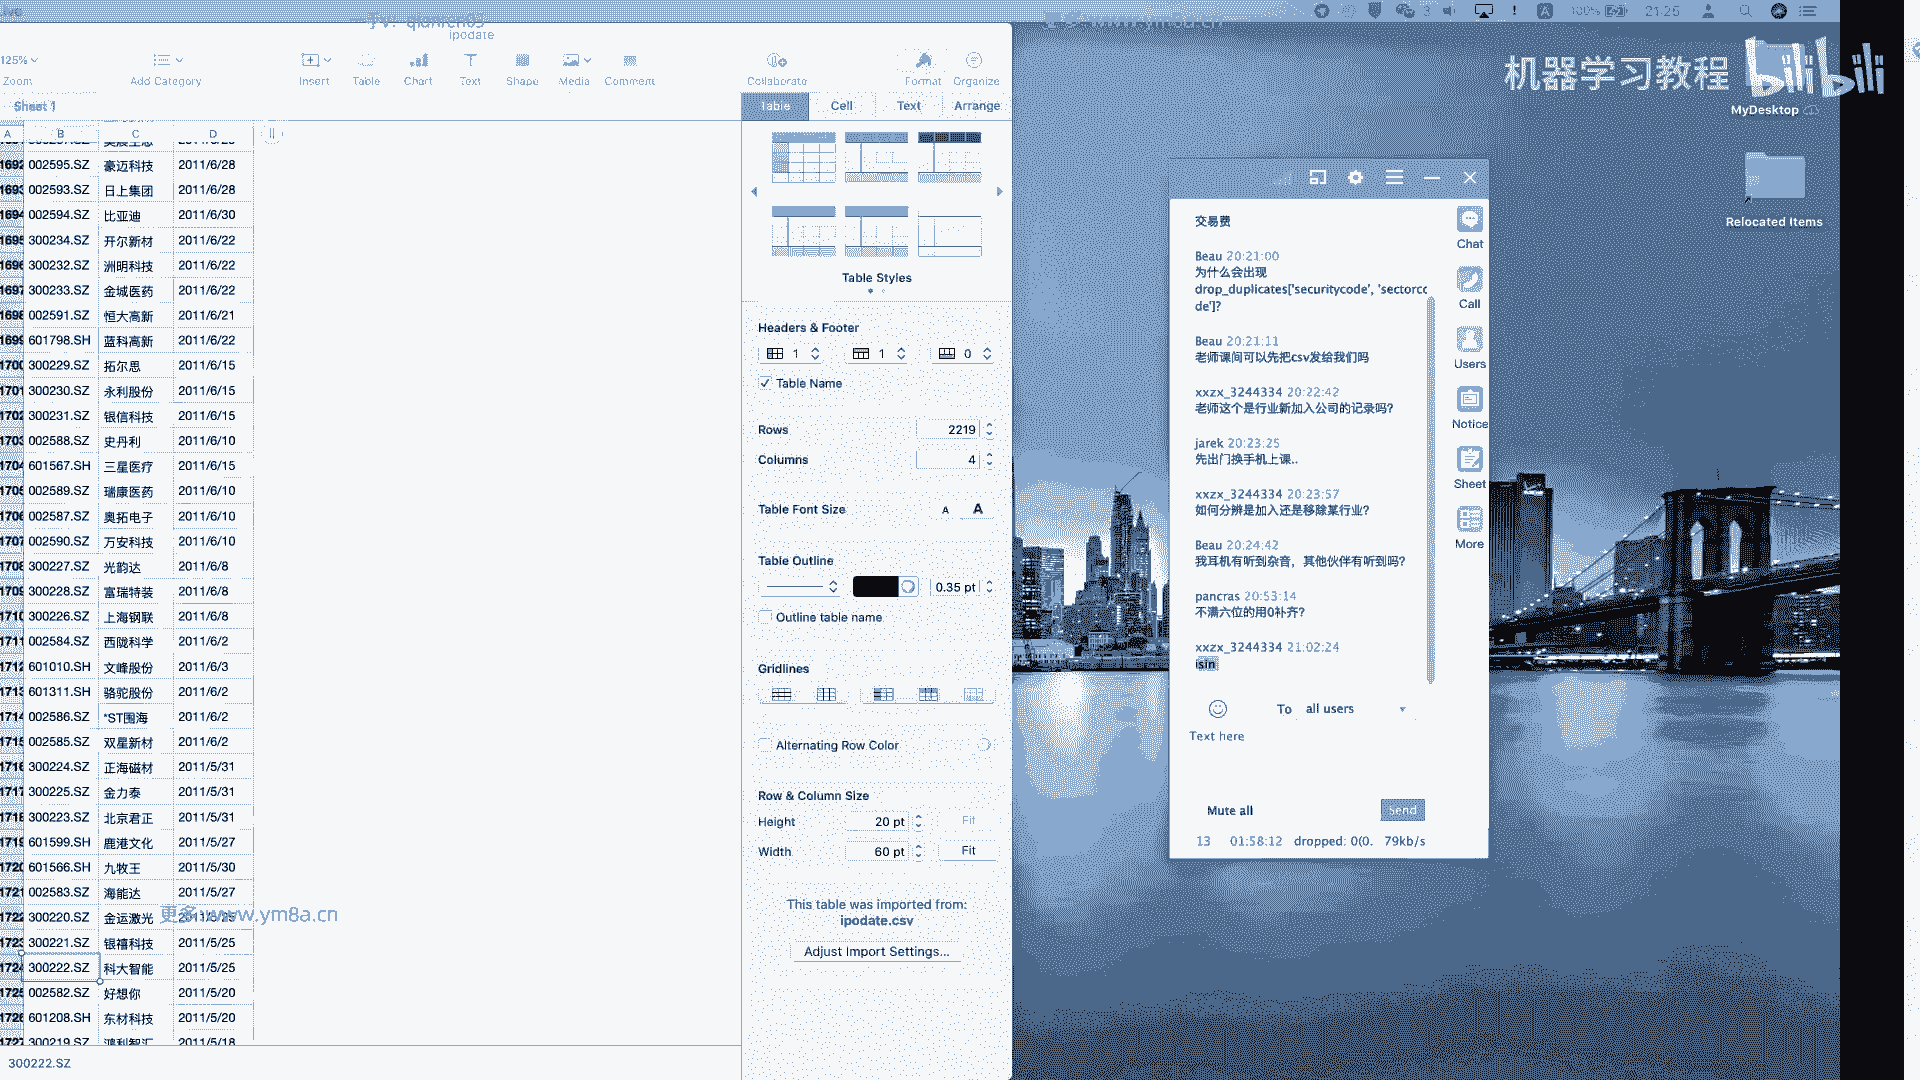 ipodate
100%
21:25
125%
Zoom
Add Category
Insert
Table
Chart
Text
Shape
Media
Comment
Collaborate
Format
Organize
Sheet 1
Table
Cell
Text
Arrange
A
B
C
D
1692 002595.SZ 豪迈科技 2011/6/28
1693 002593.SZ 日上集团 2011/6/28
1694 002594.SZ 比亚迪 2011/6/30
1695 300234.SZ 开尔新材 2011/6/22
1696 300232.SZ 洲明科技 2011/6/22
1697 300233.SZ 金城医药 2011/6/22
1698 002591.SZ 恒大高新 2011/6/21
1699 601798.SH 蓝科高新 2011/6/22
1700 300229.SZ 拓尔思 2011/6/15
1701 300230.SZ 永利股份 2011/6/15
1702 300231.SZ 银信科技 2011/6/15
1703 002588.SZ 史丹利 2011/6/10
1704 601567.SH 三星医疗 2011/6/15
1705 002589.SZ 瑞康医药 2011/6/10
1706 002587.SZ 奥拓电子 2011/6/10
1707 002590.SZ 万安科技 2011/6/10
1708 300227.SZ 光韵达 2011/6/8
1709 300228.SZ 富瑞特装 2011/6/8
1710 300226.SZ 上海钢联 2011/6/8
1711 002584.SZ 西陇科学 2011/6/2
1712 601010.SH 文峰股份 2011/6/3
1713 601311.SH 骆驼股份 2011/6/2
1714 002586.SZ *ST围海 2011/6/2
1715 002585.SZ 双星新材 2011/6/2
1716 300224.SZ 正海磁材 2011/5/31
1717 300225.SZ 金力泰 2011/5/31
1718 300223.SZ 北京君正 2011/5/31
1719 601599.SH 鹿港文化 2011/5/27
1720 601566.SH 九牧王 2011/5/30
1721 002583.SZ 海能达 2011/5/27
1722 300220.SZ 金运激光 2011/5/25
更多 www.ym8a.cn
1723 300221.SZ 银禧科技 2011/5/25
1724 300222.SZ 科大智能 2011/5/25
1725 002582.SZ 好想你 2011/5/20
1726 601208.SH 东材科技 2011/5/20
1727 300219.SZ 鸿利智汇 2011/5/18
300222.SZ
Table Styles
Headers & Footer
1
1
0
Table Name
Rows
2219
Columns
4
Table Font Size
A
A
Table Outline
0.35 pt
Outline table name
Gridlines
Alternating Row Color
Row & Column Size
Height
20 pt
Fit
Width
60 pt
Fit
This table was imported from:
ipodate.csv
Adjust Import Settings...
机器学习教程
bilibili
MyDesktop
Relocated Items
交易费
Beau 20:21:00
为什么会出现
drop_duplicates['securitycode', 'sectorco
de']?
Beau 20:21:11
老师课间可以先把csv发给我们吗
xxzx_3244334 20:22:42
老师这个是行业新加入公司的记录吗?
jarek 20:23:25
先出门换手机上课..
xxzx_3244334 20:23:57
如何分辨是加入还是移除某行业?
Beau 20:24:42
我耳机有听到杂音，其他伙伴有听到吗?
pancras 20:53:14
不满六位的用0补齐?
xxzx_3244334 21:02:24
isin
To
all users
Text here
Mute all
Send
13
01:58:12
dropped: 0(0.
79kb/s
Chat
Call
Users
Notice
Sheet
More